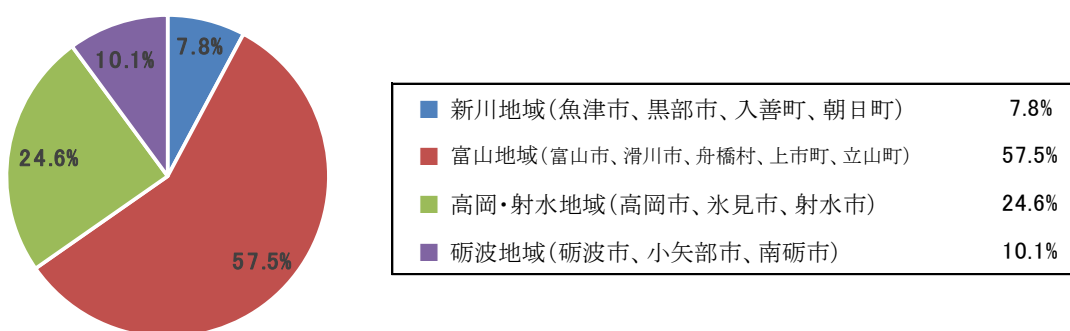 7.8%
10.1%
24.6%
57.5%
新川地域(魚津市、黒部市、入善町、朝日町) 7.8%
富山地域(富山市、滑川市、舟橋村、上市町、立山町) 57.5%
高岡・射水地域(高岡市、氷見市、射水市) 24.6%
砺波地域(砺波市、小矢部市、南砺市) 10.1%